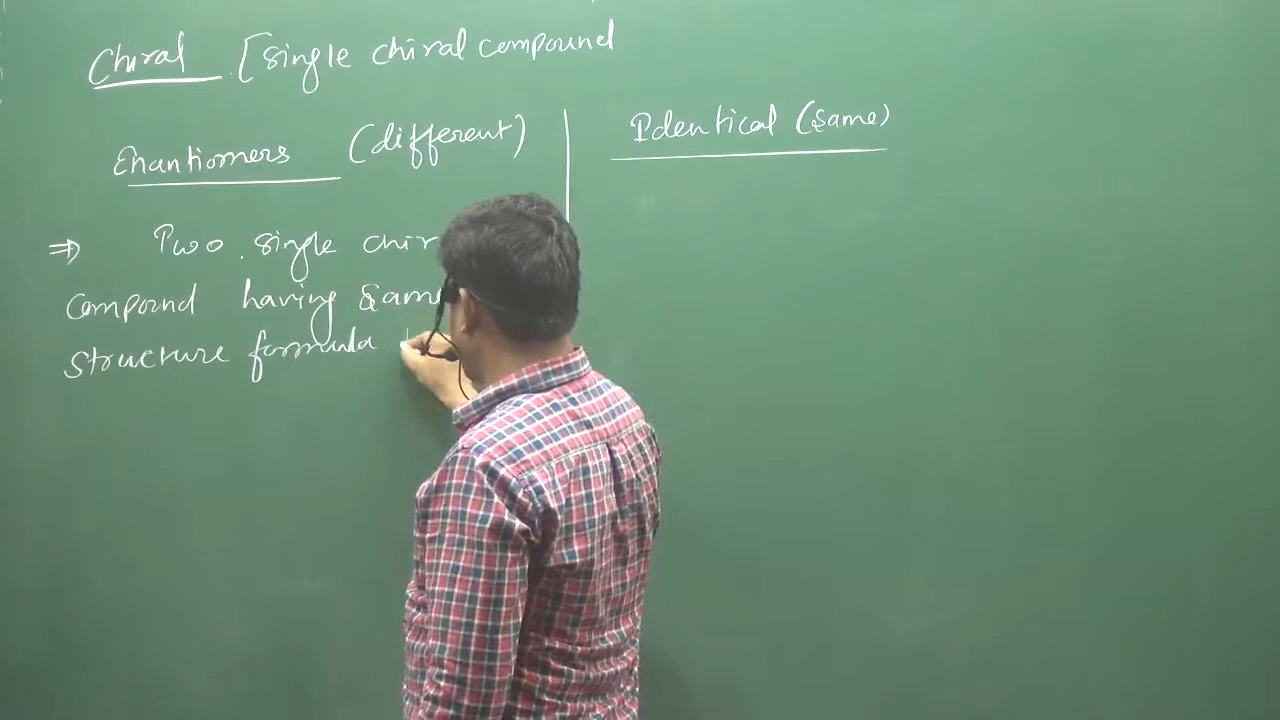 Chiral [single chiral compound
Enantiomers (different)
Identical (same)
⇒ Two single chir
compound having same
structure formula